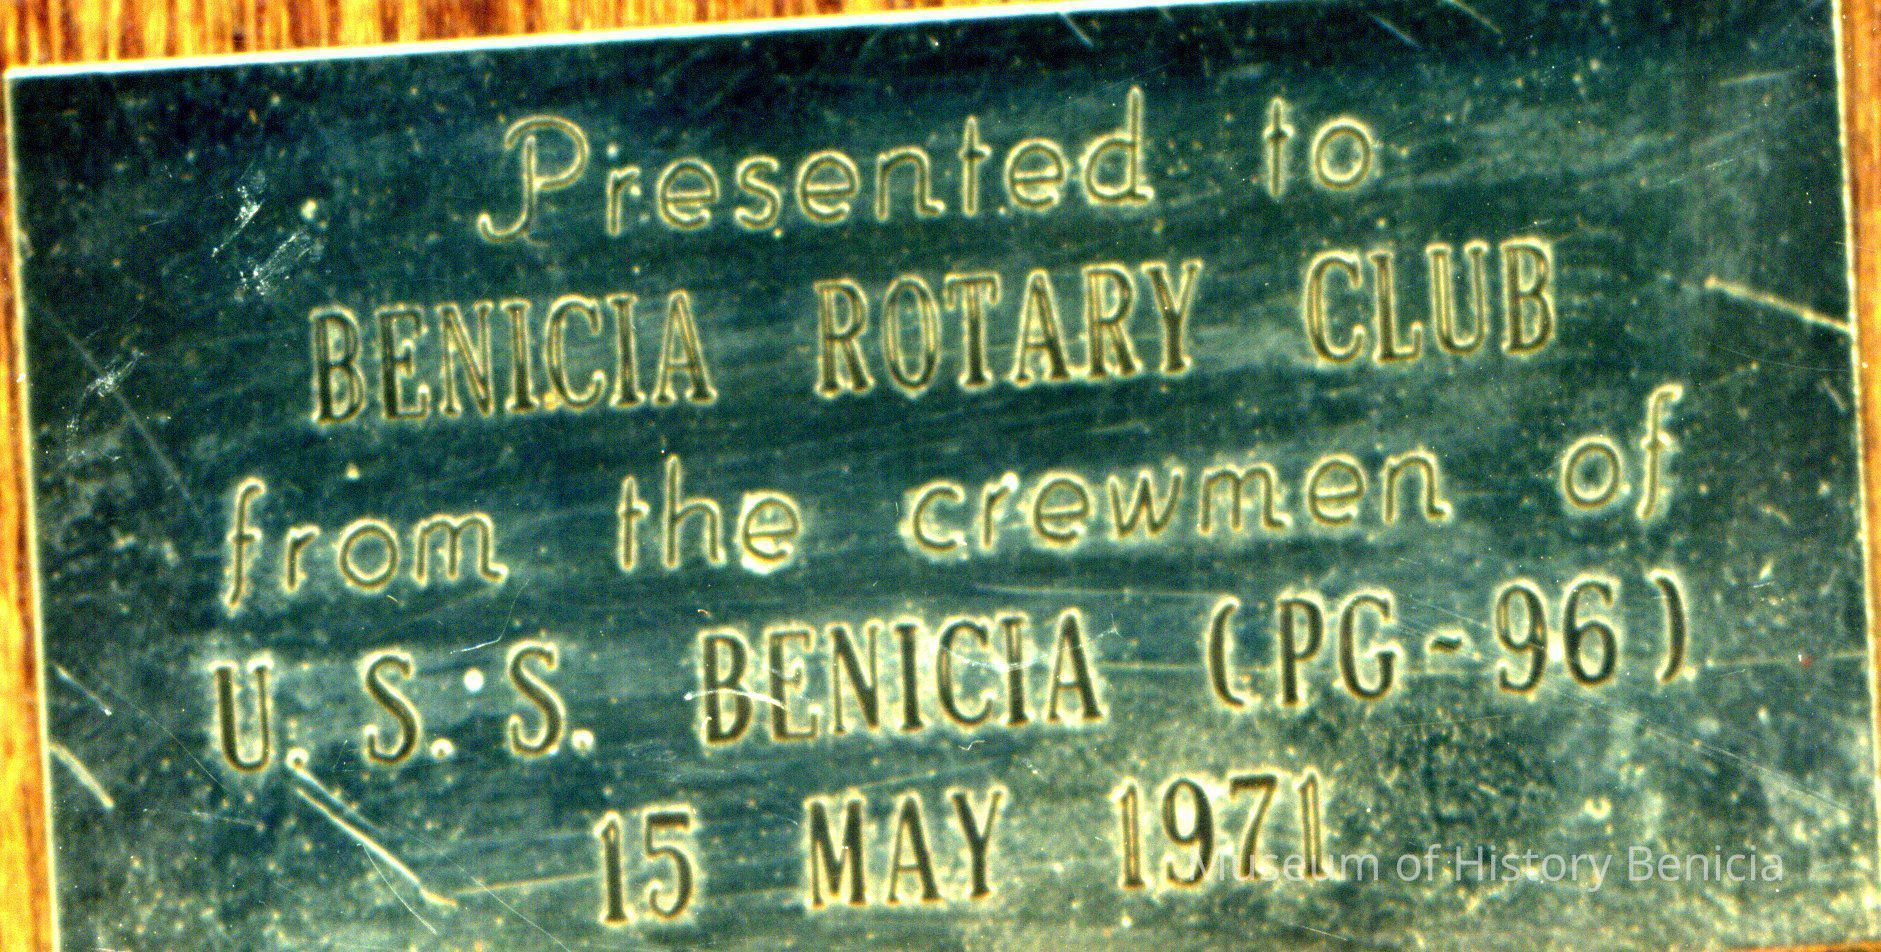 Presented to
BENICIA ROTARY CLUB
from the crewmen of
U.S.S. BENICIA (PG-96)
15 MAY 1971
Museum of History Benicia